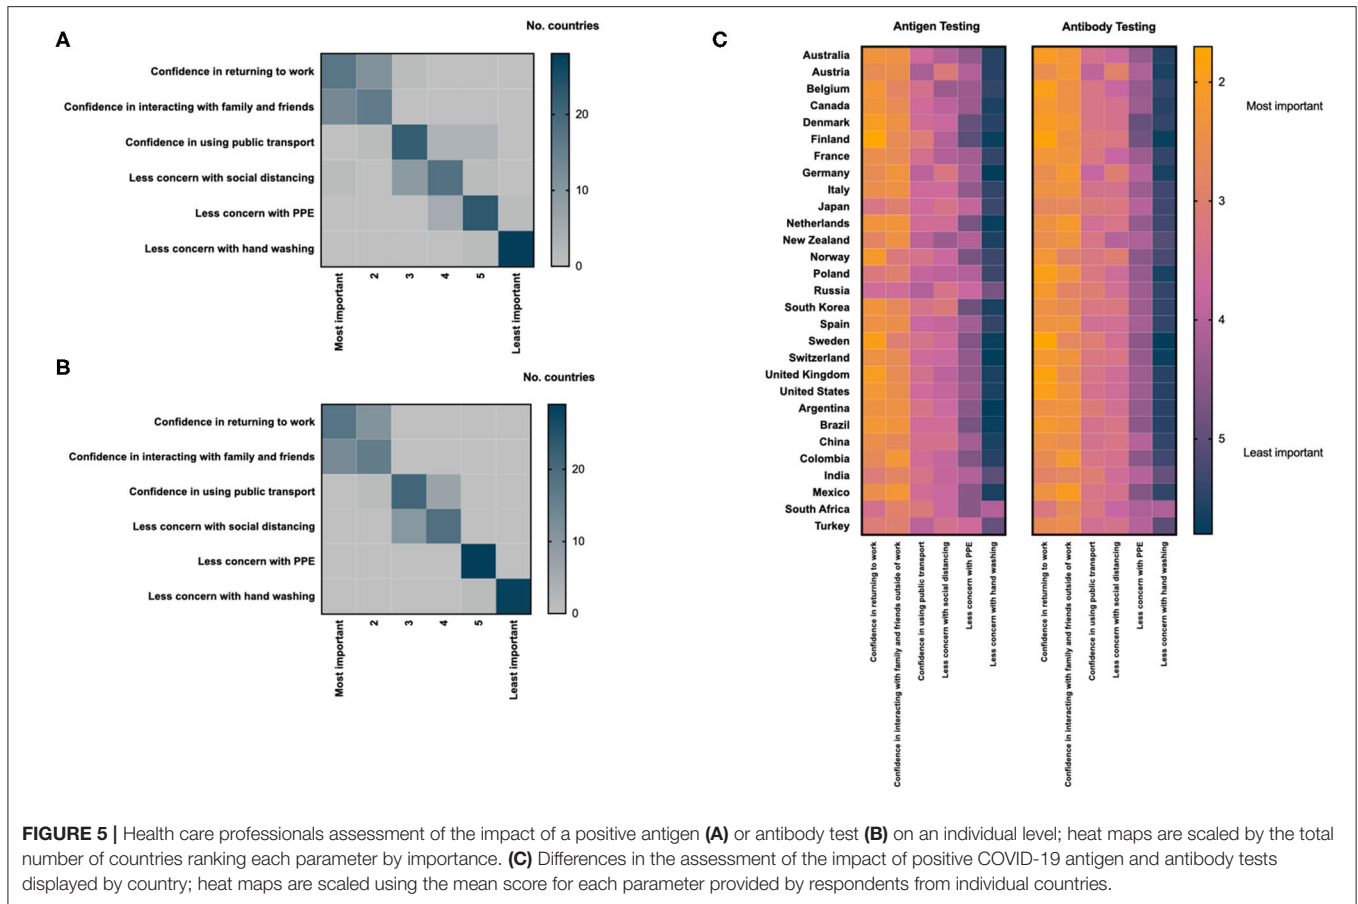 A
No. countries
Confidence in returning to work
Confidence in interacting with family and friends
Confidence in using public transport
Less concern with social distancing
Less concern with PPE
Less concern with hand washing
20
10
0
Most important
2
3
4
5
Least important
B
No. countries
Confidence in returning to work
Confidence in interacting with family and friends
Confidence in using public transport
Less concern with social distancing
Less concern with PPE
Less concern with hand washing
20
10
0
Most important
2
3
4
5
Least important
C
Antigen Testing
Antibody Testing
Australia
Austria
Belgium
Canada
Denmark
Finland
France
Germany
Italy
Japan
Netherlands
New Zealand
Norway
Poland
Russia
South Korea
Spain
Sweden
Switzerland
United Kingdom
United States
Argentina
Brazil
China
Colombia
India
Mexico
South Africa
Turkey
2
3
4
5
Most important
Least important
Confidence in returning to work
Confidence in interacting with family and friends outside of work
Confidence in using public transport
Less concern with social distancing
Less concern with PPE
Less concern with hand washing
Confidence in returning to work
Confidence in interacting with family and friends outside of work
Confidence in using public transport
Less concern with social distancing
Less concern with PPE
Less concern with hand washing
FIGURE 5 | Health care professionals assessment of the impact of a positive antigen (A) or antibody test (B) on an individual level; heat maps are scaled by the total
number of countries ranking each parameter by importance. (C) Differences in the assessment of the impact of positive COVID-19 antigen and antibody tests
displayed by country; heat maps are scaled using the mean score for each parameter provided by respondents from individual countries.